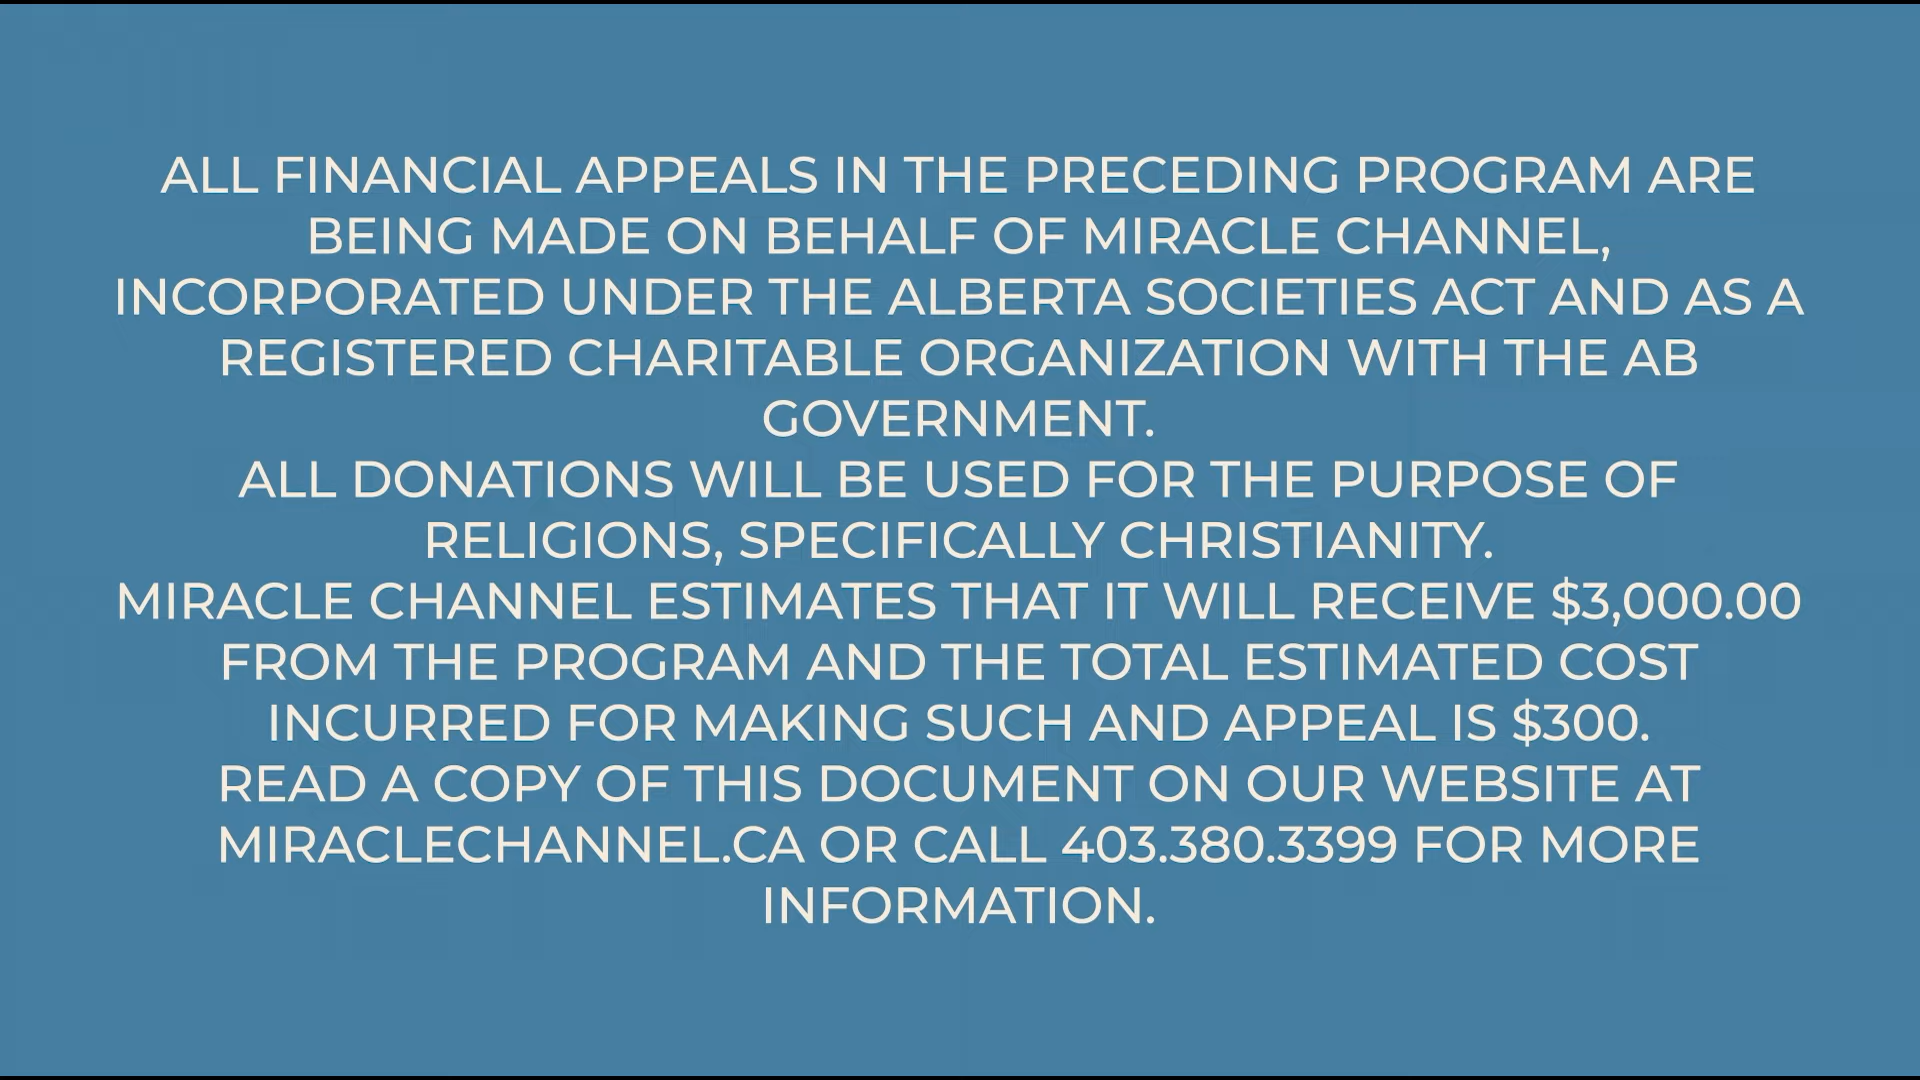 ALL FINANCIAL APPEALS IN THE PRECEDING PROGRAM ARE
BEING MADE ON BEHALF OF MIRACLE CHANNEL,
INCORPORATED UNDER THE ALBERTA SOCIETIES ACT AND AS A
REGISTERED CHARITABLE ORGANIZATION WITH THE AB
GOVERNMENT.
ALL DONATIONS WILL BE USED FOR THE PURPOSE OF
RELIGIONS, SPECIFICALLY CHRISTIANITY.
MIRACLE CHANNEL ESTIMATES THAT IT WILL RECEIVE $3,000.00
FROM THE PROGRAM AND THE TOTAL ESTIMATED COST
INCURRED FOR MAKING SUCH AND APPEAL IS $300.
READ A COPY OF THIS DOCUMENT ON OUR WEBSITE AT
MIRACLECHANNEL.CA OR CALL 403.380.3399 FOR MORE
INFORMATION.